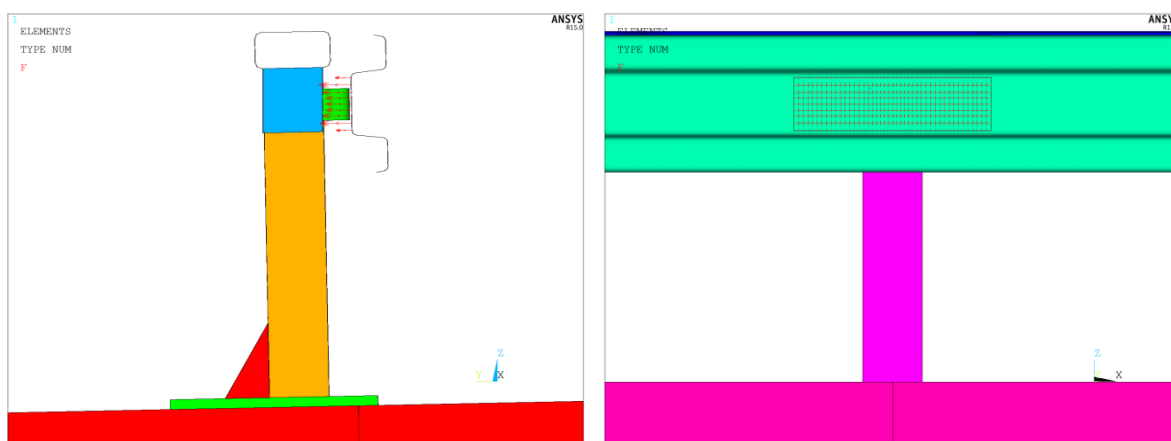 1
ANSYS
R15.0
ELEMENTS
TYPE NUM
F
Z
Y
X
1
ANSYS
ELEMENTS
TYPE NUM
F
Z
X